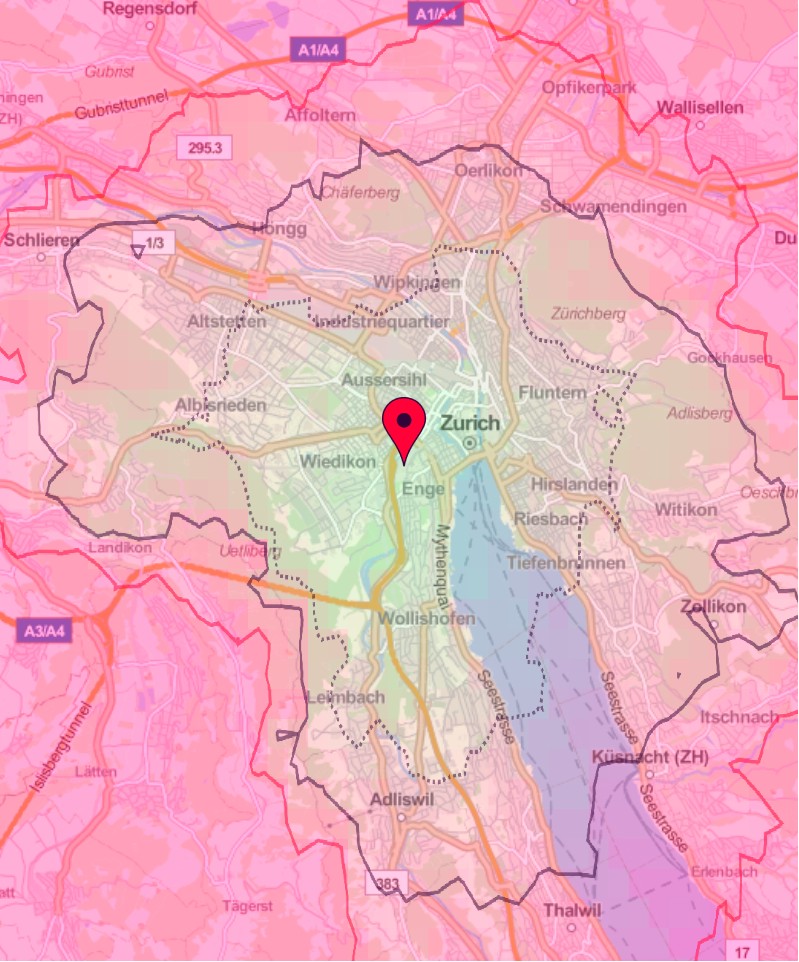 Regensdorf
A1/A4
A1/A4
Gubrist
Gubristtunnel
ningen
ZH)
Opfikerpark
Wallisellen
Affoltern
295.3
Oerlikon
Chäferberg
Schwamendingen
Höngg
Schlieren
1/3
Du
Wipkingen
Zürichberg
Altstetten
Industriequartier
Gockhausen
Aussersihl
Fluntern
Albisrieden
Adlisberg
Zurich
Wiedikon
Enge
Hirslanden
Oeschbr
Riesbach
Witikon
Landikon
Uetliberg
Mythenquai
Tiefenbrunnen
Zollikon
A3/A4
Wollishofen
Leimbach
Seestrasse
Seestrasse
Itschnach
Islisbergtunnel
Lätten
Küsnacht (ZH)
Adliswil
Seestrasse
383
Erlenbach
att
Tägerst
Thalwil
17